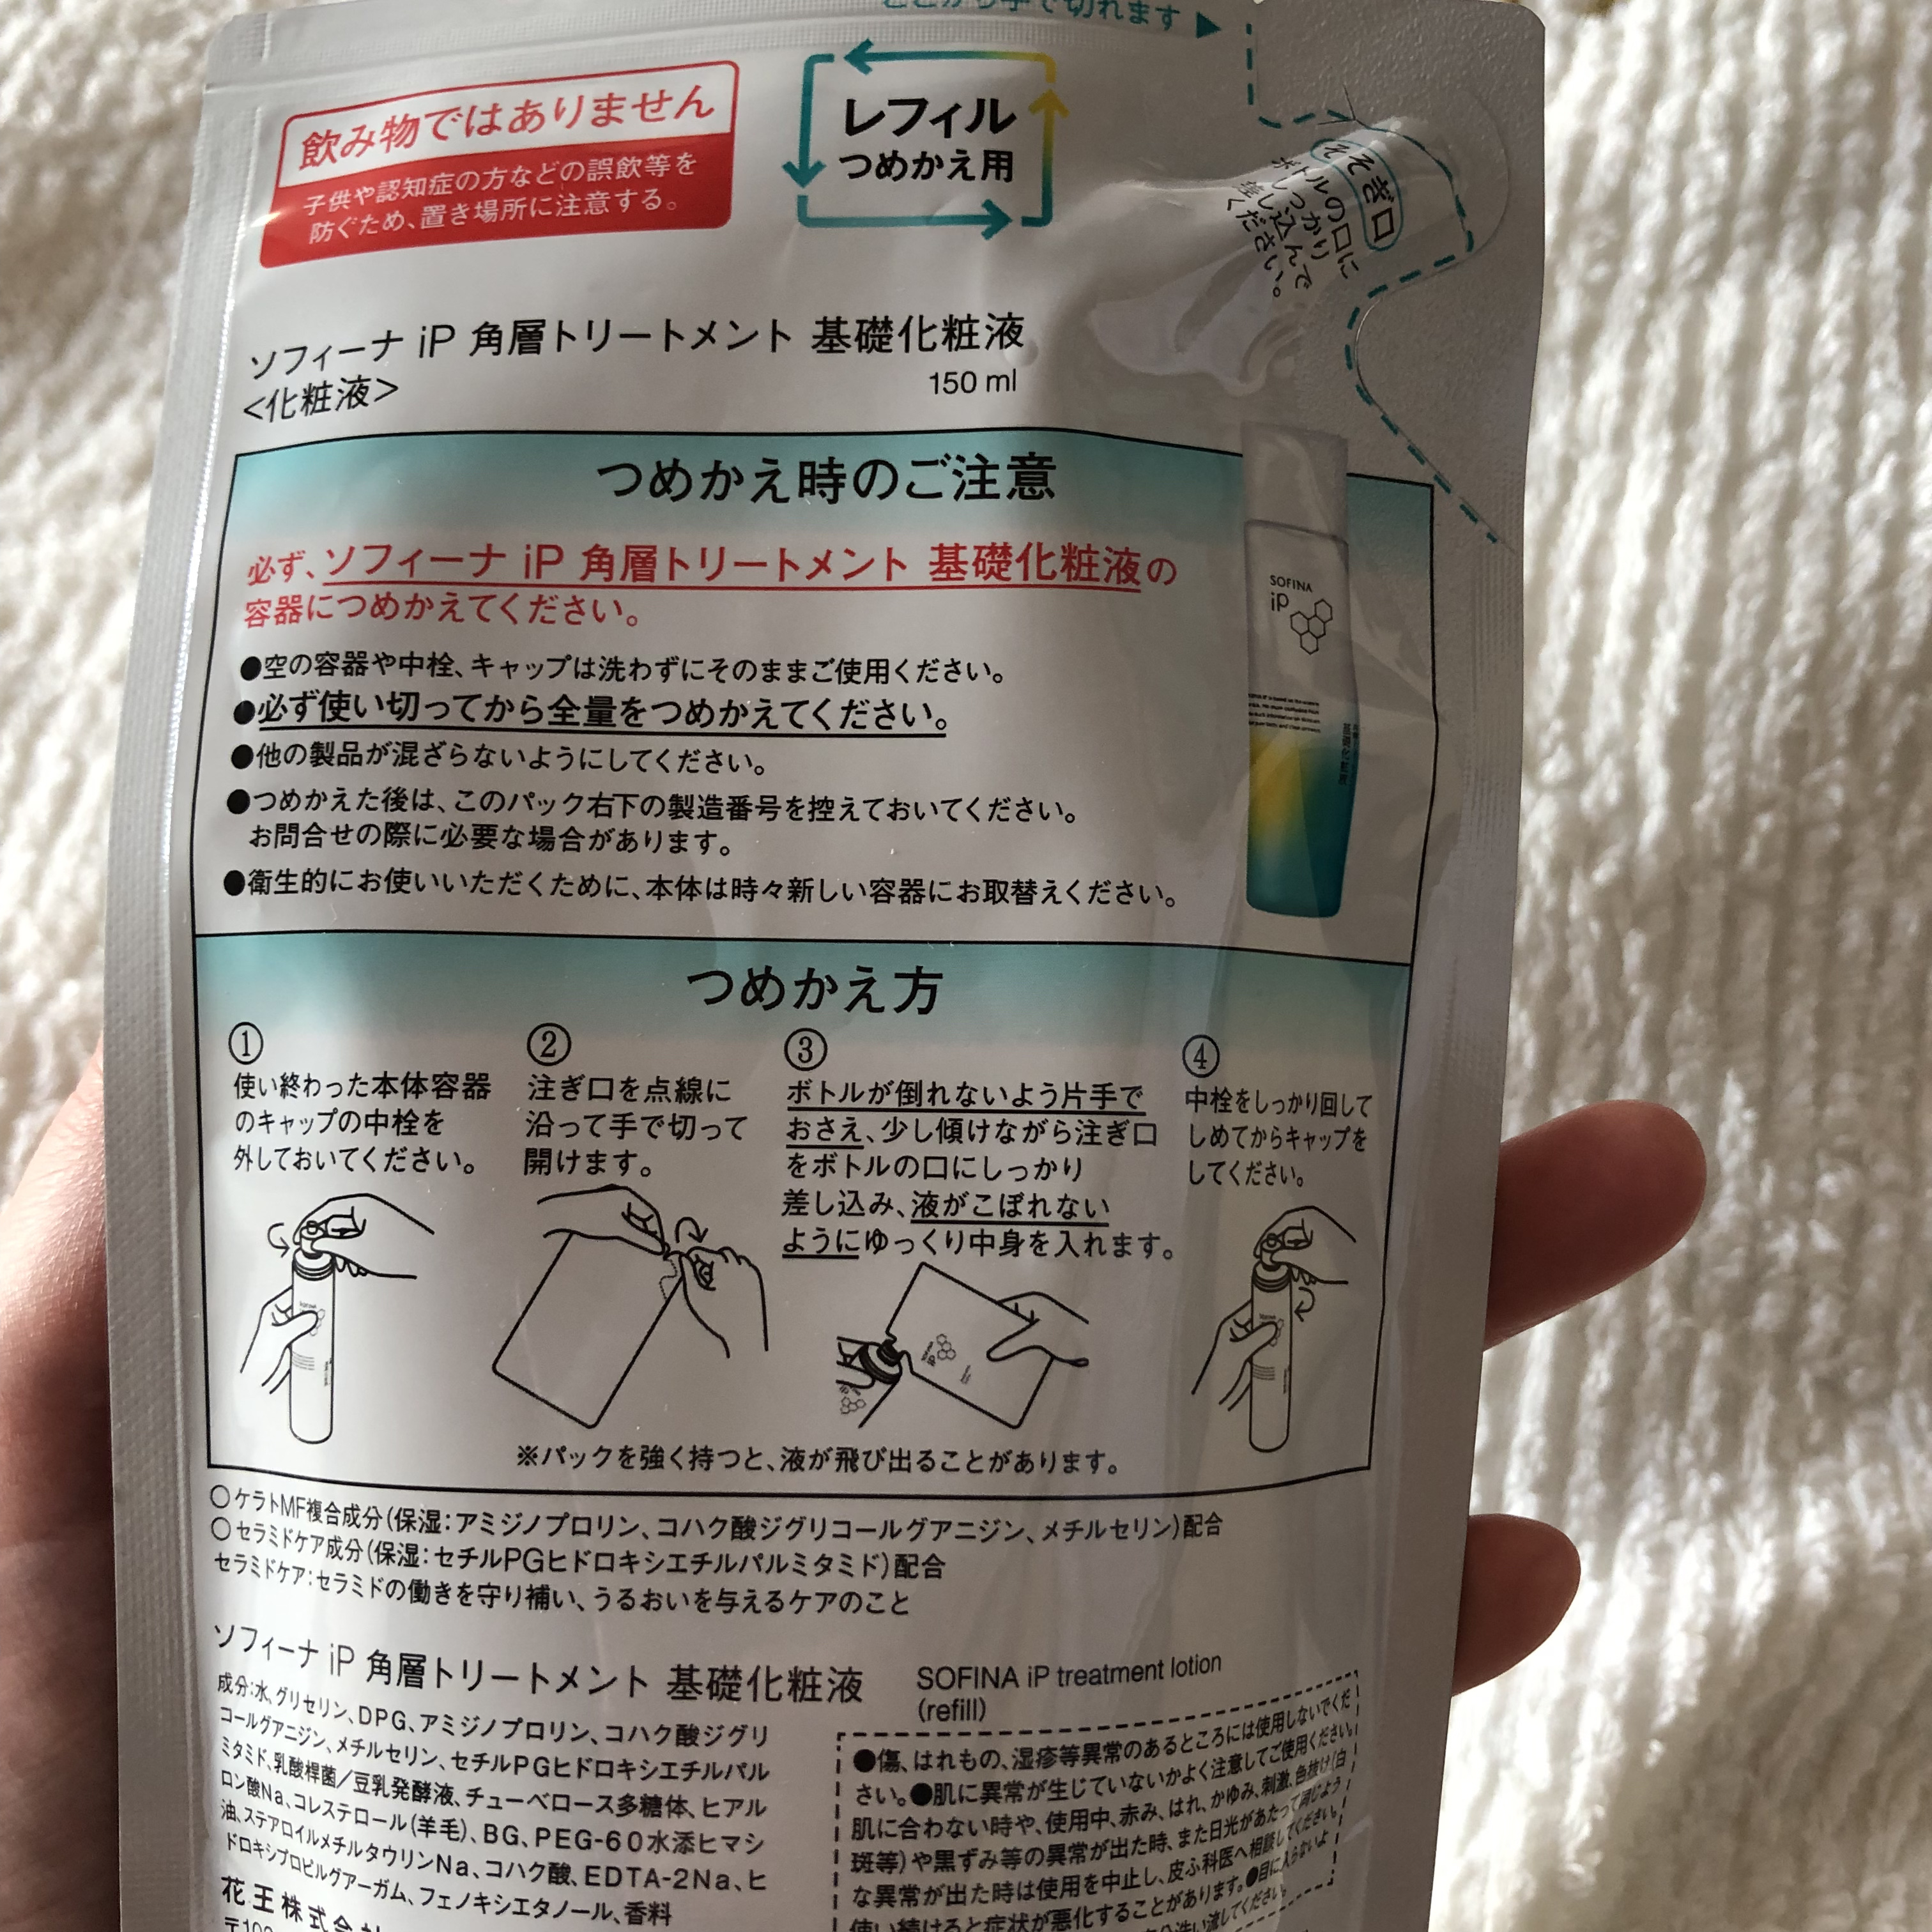 ここから手で切れます▶
飲み物ではありません
子供や認知症の方などの誤飲等を
防ぐため、置き場所に注意する。
レフィル
つめかえ用
そそぎ口
ボトルの口に
しっかり
差し込んで
ください。
ソフィーナ iP 角層トリートメント 基礎化粧液
<化粧液>
150 ml
つめかえ時のご注意
必ず、ソフィーナ iP 角層トリートメント 基礎化粧液の
容器につめかえてください。
●空の容器や中栓、キャップは洗わずにそのままご使用ください。
●必ず使い切ってから全量をつめかえてください。
●他の製品が混ざらないようにしてください。
●つめかえた後は、このパック右下の製造番号を控えておいてください。
お問合せの際に必要な場合があります。
●衛生的にお使いいただくために、本体は時々新しい容器にお取替えください。
SOFINA
iP
つめかえ方
①
使い終わった本体容器
のキャップの中栓を
外しておいてください。
②
注ぎ口を点線に
沿って手で切って
開けます。
③
ボトルが倒れないよう片手で
おさえ、少し傾けながら注ぎ口
をボトルの口にしっかり
差し込み、液がこぼれない
ようにゆっくり中身を入れます。
④
中栓をしっかり回して
しめてからキャップを
してください。
※パックを強く持つと、液が飛び出ることがあります。
○ケラトMF複合成分(保湿:アミジノプロリン、コハク酸ジグリコールグアニジン、メチルセリン)配合
○セラミドケア成分(保湿:セチルPGヒドロキシエチルパルミタミド)配合
セラミドケア:セラミドの働きを守り補い、うるおいを与えるケアのこと
ソフィーナ iP 角層トリートメント 基礎化粧液
SOFINA iP treatment lotion
(refill)
成分:水、グリセリン、DPG、アミジノプロリン、コハク酸ジグリ
コールグアニジン、メチルセリン、セチルPGヒドロキシエチルパル
ミタミド、乳酸桿菌/豆乳発酵液、チューベロース多糖体、ヒアル
ロン酸Na、コレステロール(羊毛)、BG、PEG-60水添ヒマシ
油、ステアロイルメチルタウリンNa、コハク酸、EDTA-2Na、ヒ
ドロキシプロピルグアーガム、フェノキシエタノール、香料
花王株式会社
●傷、はれもの、湿疹等異常のあるところには使用しないでくだ
さい。●肌に異常が生じていないかよく注意してご使用ください。
肌に合わない時や、使用中、赤み、はれ、かゆみ、刺激、色抜け(白
斑等)や黒ずみ等の異常が出た時、また日光があたって同じよう
な異常が出た時は使用を中止し、皮ふ科医へ相談してください。
使い続けると症状が悪化することがあります。●目に入らないよ
洗い流してください。